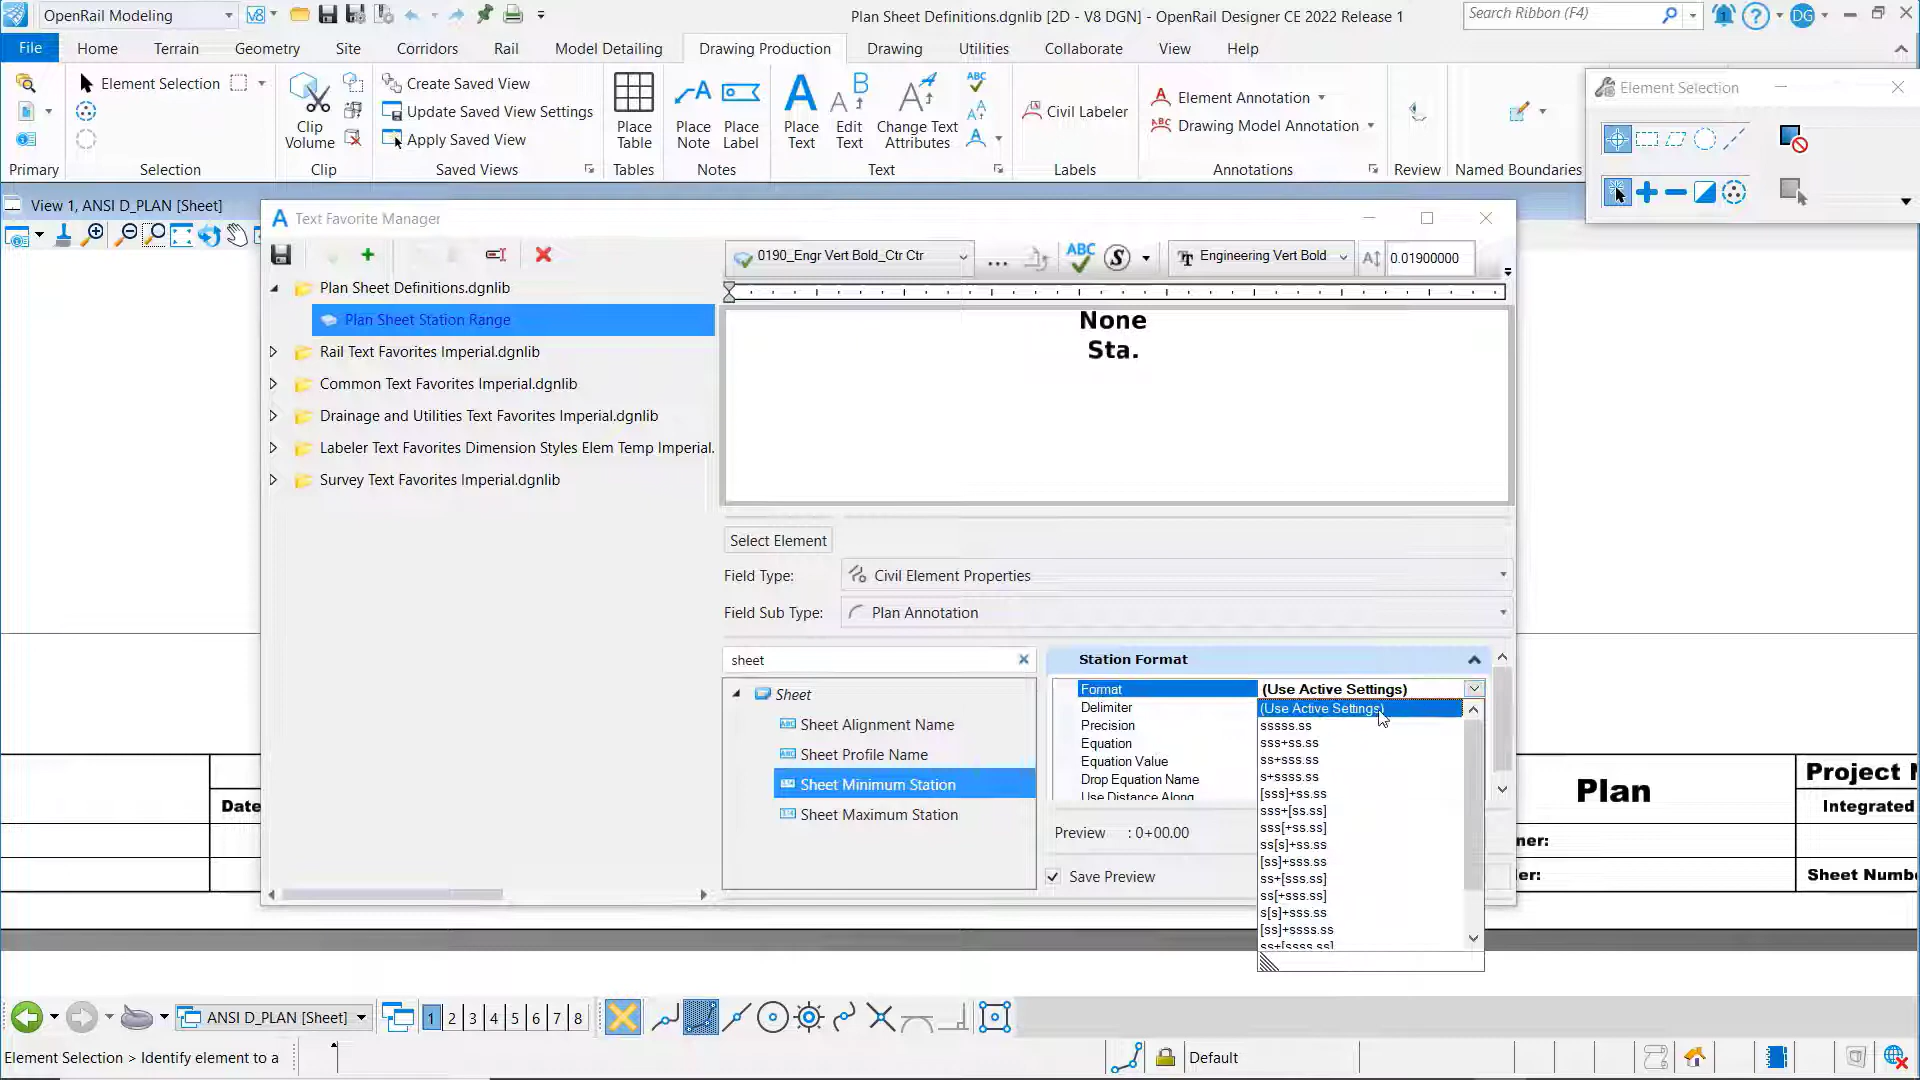 OpenRail Modeling
V8
Plan Sheet Definitions.dgnlib [2D - V8 DGN] - OpenRail Designer CE 2022 Release 1
Search Ribbon (F4)
DG
File Home Terrain Geometry Site Corridors Rail Model Detailing Drawing Production Drawing Utilities Collaborate View Help
Element Selection
Clip Volume
Create Saved View
Update Saved View Settings
Apply Saved View
Place Table
Place Note
Place Label
Place Text
Edit Text
Change Text Attributes
ABC
Civil Labeler
Element Annotation
Drawing Model Annotation
Primary Selection Clip Saved Views Tables Notes Text Labels Annotations Review Named Boundaries
Element Selection
View 1, ANSI D_PLAN [Sheet]
Text Favorite Manager
0190_Engr Vert Bold_Ctr Ctr
...
ABC
Engineering Vert Bold
0.01900000
Plan Sheet Definitions.dgnlib
Plan Sheet Station Range
Rail Text Favorites Imperial.dgnlib
Common Text Favorites Imperial.dgnlib
Drainage and Utilities Text Favorites Imperial.dgnlib
Labeler Text Favorites Dimension Styles Elem Temp Imperial.
Survey Text Favorites Imperial.dgnlib
None
Sta.
Select Element
Field Type: Civil Element Properties
Field Sub Type: Plan Annotation
sheet
Sheet
Sheet Alignment Name
Sheet Profile Name
Sheet Minimum Station
Sheet Maximum Station
Station Format
Format (Use Active Settings)
Delimiter
Precision
Equation
Equation Value
Drop Equation Name
Use Distance Along
(Use Active Settings)
sssss.ss
sss+ss.ss
ss+sss.ss
s+ssss.ss
[sss]+ss.ss
sss+[ss.ss]
sss[+ss.ss]
ss[s]+ss.ss
[ss]+sss.ss
ss+[sss.ss]
ss[+sss.ss]
s[s]+sss.ss
[ss]+ssss.ss
ss+[ssss.ss]
Preview : 0+00.00
Save Preview
Date
Plan
Project
Integrated
ner:
er:
Sheet Numb
ANSI D_PLAN [Sheet]
1 2 3 4 5 6 7 8
Element Selection > Identify element to a
Default